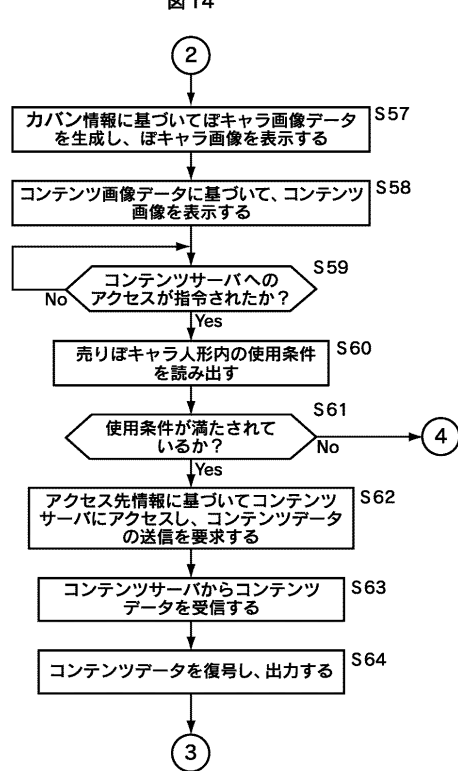 図14
2
カバン情報に基づいてぽキャラ画像データ
を生成し、ぽキャラ画像を表示する
S57
コンテンツ画像データに基づいて、コンテンツ
画像を表示する
S58
コンテンツサーバへの
アクセスが指令されたか？
S59
No
Yes
売りぽキャラ人形内の使用条件
を読み出す
S60
使用条件が満たされて
いるか？
S61
No
4
Yes
アクセス先情報に基づいてコンテンツ
サーバにアクセスし、コンテンツデータ
の送信を要求する
S62
コンテンツサーバからコンテンツ
データを受信する
S63
コンテンツデータを復号し、出力する
S64
3